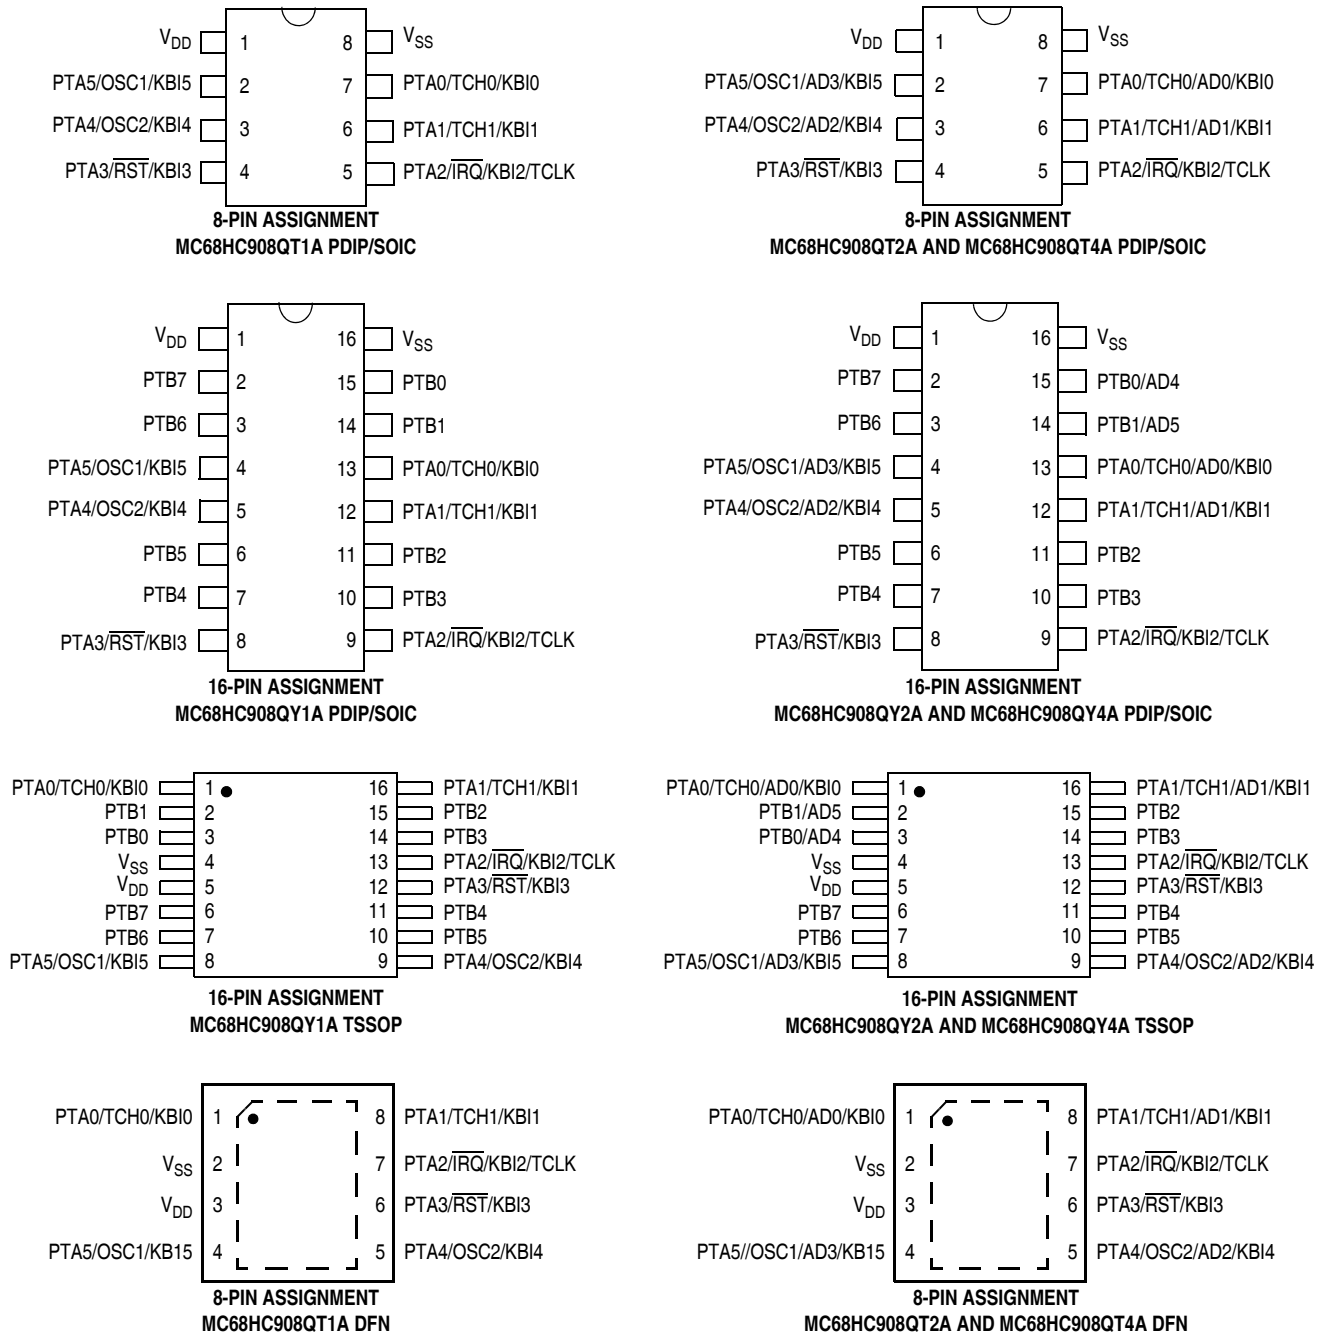 VDD 1 8 VSS
PTA5/OSC1/KBI5 2 7 PTA0/TCH0/KBI0
PTA4/OSC2/KBI4 3 6 PTA1/TCH1/KBI1
PTA3/RST/KBI3 4 5 PTA2/IRQ/KBI2/TCLK
8-PIN ASSIGNMENT
MC68HC908QT1A PDIP/SOIC
VDD 1 8 VSS
PTA5/OSC1/AD3/KBI5 2 7 PTA0/TCH0/AD0/KBI0
PTA4/OSC2/AD2/KBI4 3 6 PTA1/TCH1/AD1/KBI1
PTA3/RST/KBI3 4 5 PTA2/IRQ/KBI2/TCLK
8-PIN ASSIGNMENT
MC68HC908QT2A AND MC68HC908QT4A PDIP/SOIC
VDD 1 16 VSS
PTB7 2 15 PTB0
PTB6 3 14 PTB1
PTA5/OSC1/KBI5 4 13 PTA0/TCH0/KBI0
PTA4/OSC2/KBI4 5 12 PTA1/TCH1/KBI1
PTB5 6 11 PTB2
PTB4 7 10 PTB3
PTA3/RST/KBI3 8 9 PTA2/IRQ/KBI2/TCLK
16-PIN ASSIGNMENT
MC68HC908QY1A PDIP/SOIC
VDD 1 16 VSS
PTB7 2 15 PTB0/AD4
PTB6 3 14 PTB1/AD5
PTA5/OSC1/AD3/KBI5 4 13 PTA0/TCH0/AD0/KBI0
PTA4/OSC2/AD2/KBI4 5 12 PTA1/TCH1/AD1/KBI1
PTB5 6 11 PTB2
PTB4 7 10 PTB3
PTA3/RST/KBI3 8 9 PTA2/IRQ/KBI2/TCLK
16-PIN ASSIGNMENT
MC68HC908QY2A AND MC68HC908QY4A PDIP/SOIC
PTA0/TCH0/KBI0 1 16 PTA1/TCH1/KBI1
PTB1 2 15 PTB2
PTB0 3 14 PTB3
VSS 4 13 PTA2/IRQ/KBI2/TCLK
VDD 5 12 PTA3/RST/KBI3
PTB7 6 11 PTB4
PTB6 7 10 PTB5
PTA5/OSC1/KBI5 8 9 PTA4/OSC2/KBI4
16-PIN ASSIGNMENT
MC68HC908QY1A TSSOP
PTA0/TCH0/AD0/KBI0 1 16 PTA1/TCH1/AD1/KBI1
PTB1/AD5 2 15 PTB2
PTB0/AD4 3 14 PTB3
VSS 4 13 PTA2/IRQ/KBI2/TCLK
VDD 5 12 PTA3/RST/KBI3
PTB7 6 11 PTB4
PTB6 7 10 PTB5
PTA5/OSC1/AD3/KBI5 8 9 PTA4/OSC2/AD2/KBI4
16-PIN ASSIGNMENT
MC68HC908QY2A AND MC68HC908QY4A TSSOP
PTA0/TCH0/KBI0 1 8 PTA1/TCH1/KBI1
VSS 2 7 PTA2/IRQ/KBI2/TCLK
VDD 3 6 PTA3/RST/KBI3
PTA5/OSC1/KB15 4 5 PTA4/OSC2/KBI4
8-PIN ASSIGNMENT
MC68HC908QT1A DFN
PTA0/TCH0/AD0/KBI0 1 8 PTA1/TCH1/AD1/KBI1
VSS 2 7 PTA2/IRQ/KBI2/TCLK
VDD 3 6 PTA3/RST/KBI3
PTA5//OSC1/AD3/KB15 4 5 PTA4/OSC2/AD2/KBI4
8-PIN ASSIGNMENT
MC68HC908QT2A AND MC68HC908QT4A DFN